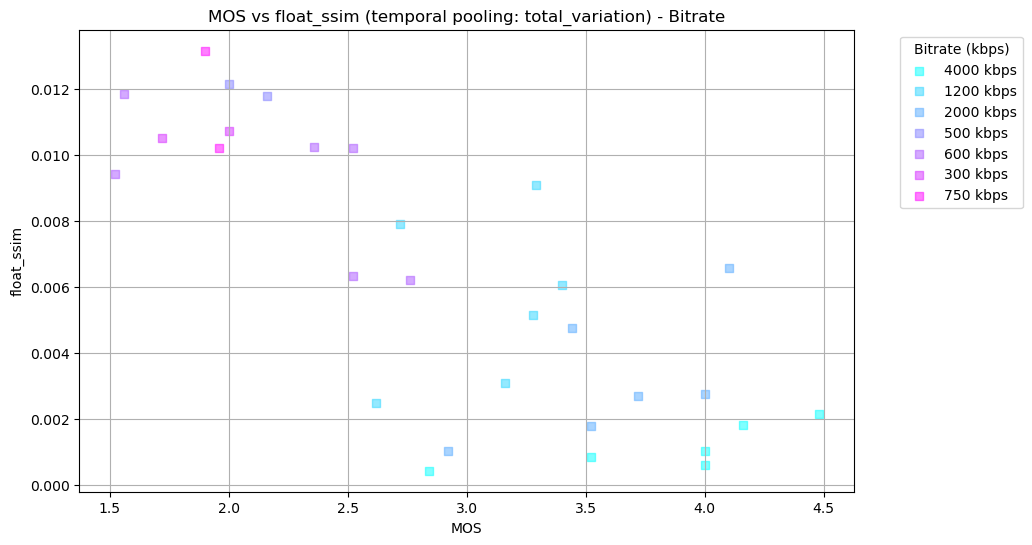 MOS vs float_ssim (temporal pooling: total_variation) - Bitrate
Bitrate (kbps)
4000 kbps
1200 kbps
2000 kbps
500 kbps
600 kbps
300 kbps
750 kbps
float_ssim
0.012
0.010
0.008
0.006
0.004
0.002
0.000
1.5 2.0 2.5 3.0 3.5 4.0 4.5
MOS